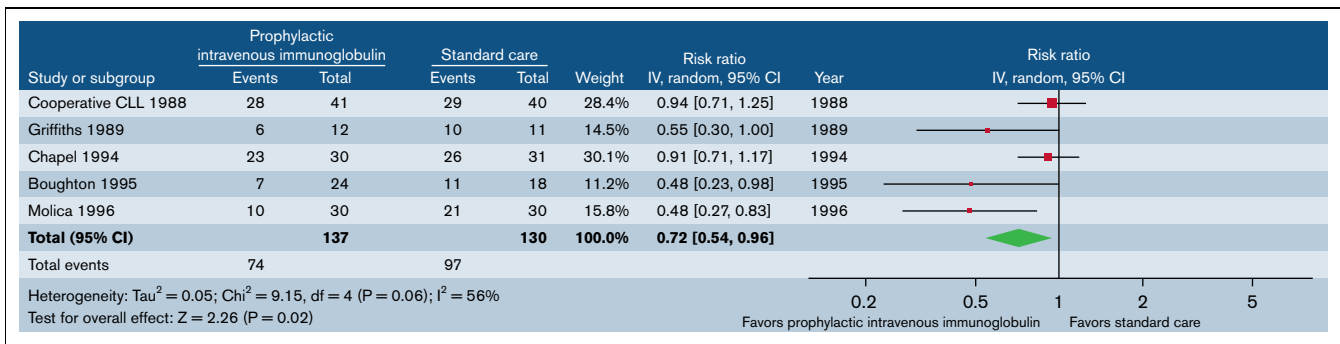 Prophylactic
intravenous immunoglobulin Standard care Risk ratio Risk ratio
Study or subgroup Events Total Events Total Weight IV, random, 95% CI Year IV, random, 95% CI
Cooperative CLL 1988 28 41 29 40 28.4% 0.94 [0.71, 1.25] 1988
Griffiths 1989 6 12 10 11 14.5% 0.55 [0.30, 1.00] 1989
Chapel 1994 23 30 26 31 30.1% 0.91 [0.71, 1.17] 1994
Boughton 1995 7 24 11 18 11.2% 0.48 [0.23, 0.98] 1995
Molica 1996 10 30 21 30 15.8% 0.48 [0.27, 0.83] 1996
Total (95% CI) 137 130 100.0% 0.72 [0.54, 0.96]
Total events 74 97
Heterogeneity: Tau² = 0.05; Chi² = 9.15, df = 4 (P = 0.06); I² = 56%
Test for overall effect: Z = 2.26 (P = 0.02)
0.2 0.5 1 2 5
Favors prophylactic intravenous immunoglobulin Favors standard care